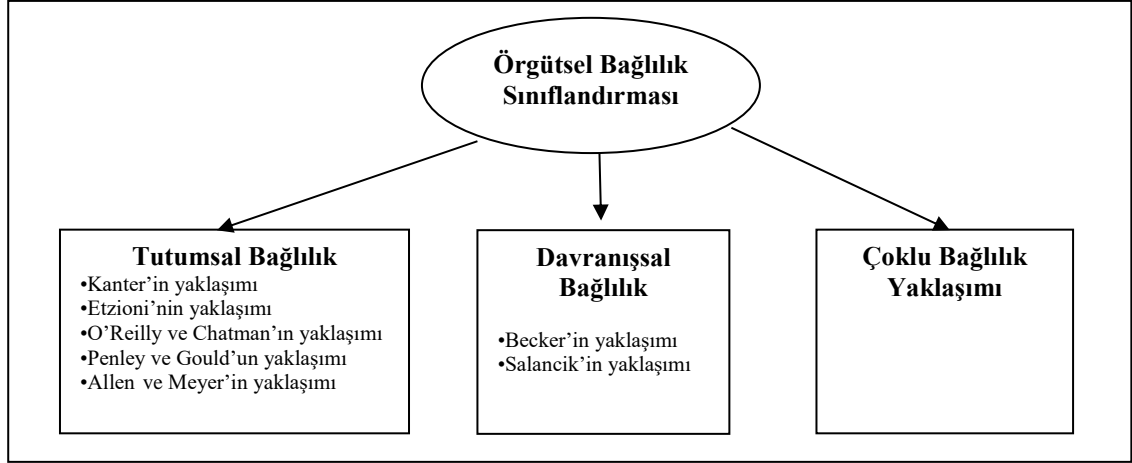 Örgütsel Bağlılık
Sınıflandırması
Tutumsal Bağlılık
•Kanter’in yaklaşımı
•Etzioni’nin yaklaşımı
•O’Reilly ve Chatman’ın yaklaşımı
•Penley ve Gould’un yaklaşımı
•Allen ve Meyer’in yaklaşımı
Davranışsal
Bağlılık
•Becker’in yaklaşımı
•Salancik’in yaklaşımı
Çoklu Bağlılık
Yaklaşımı